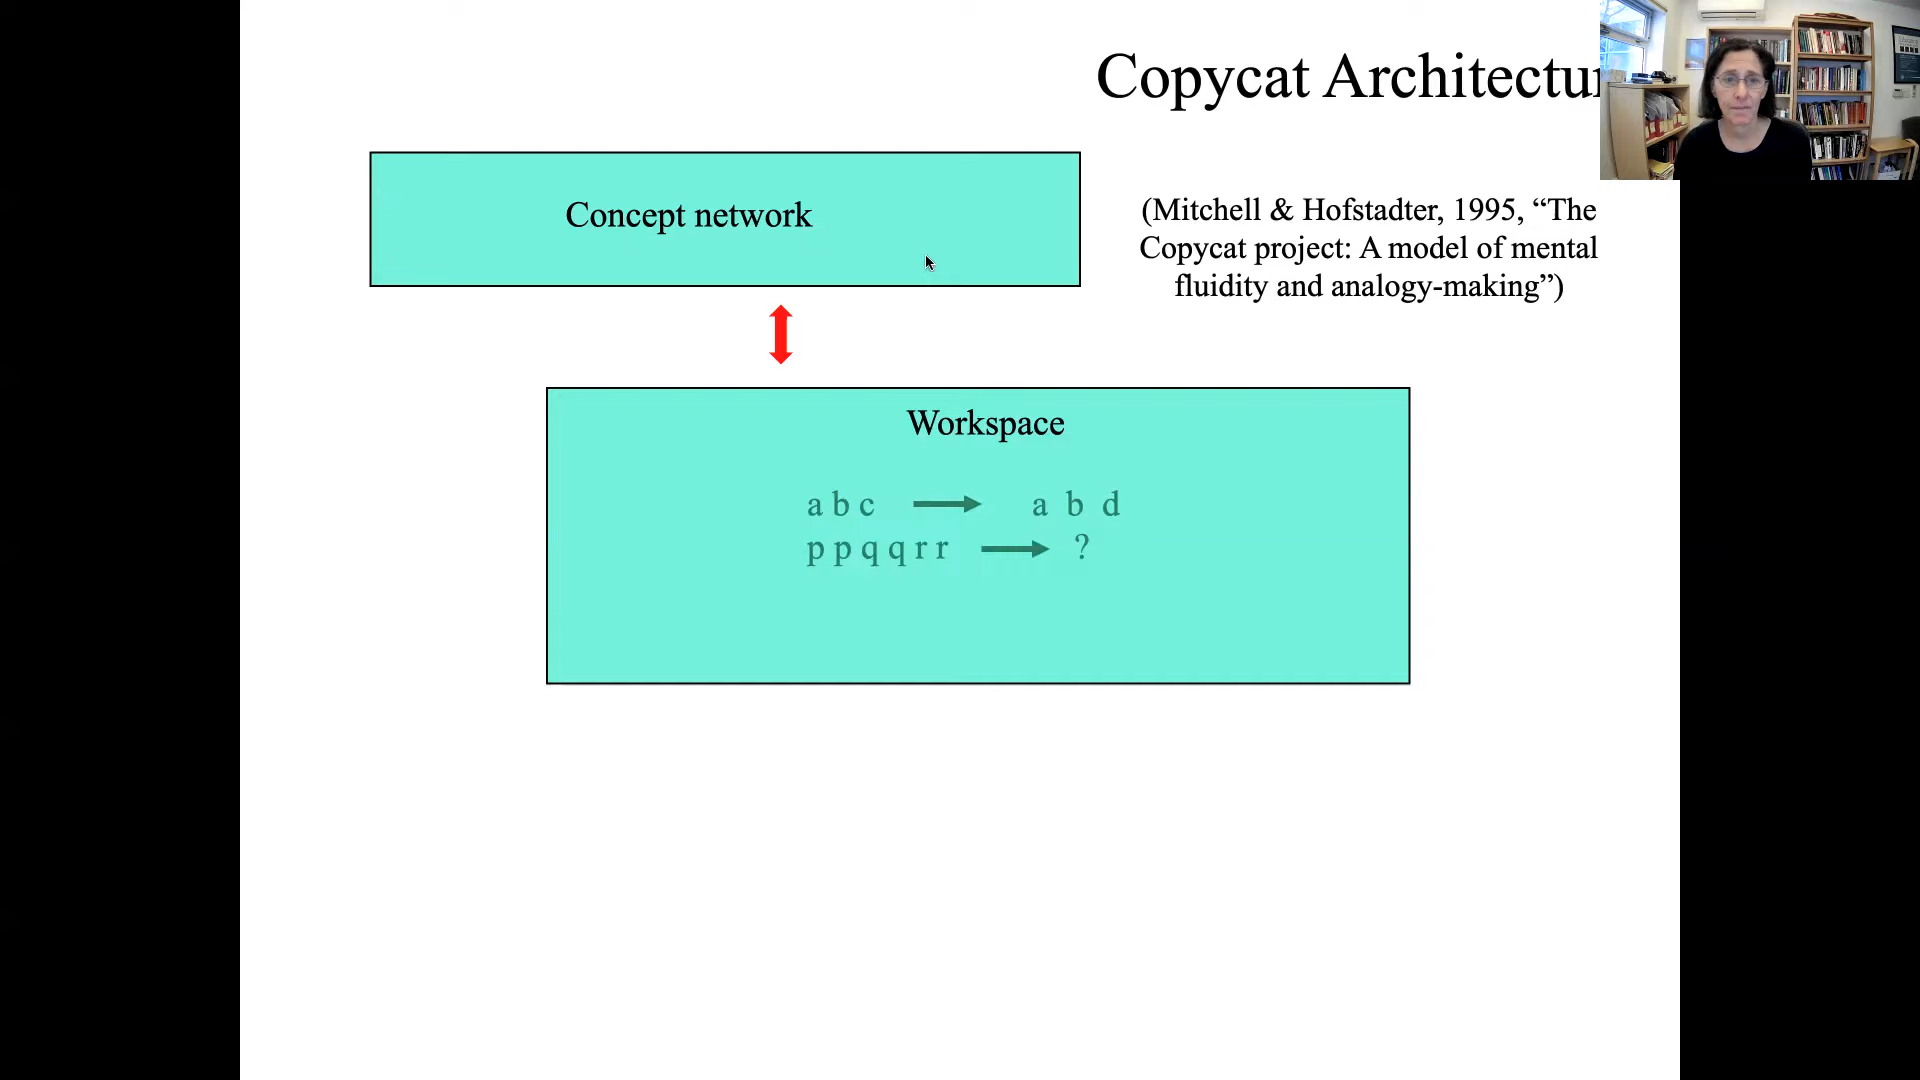 Copycat Architectu
Concept network
(Mitchell & Hofstadter, 1995, “The
Copycat project: A model of mental
fluidity and analogy-making”)
Workspace
a b c → a b d
p p q q r r → ?